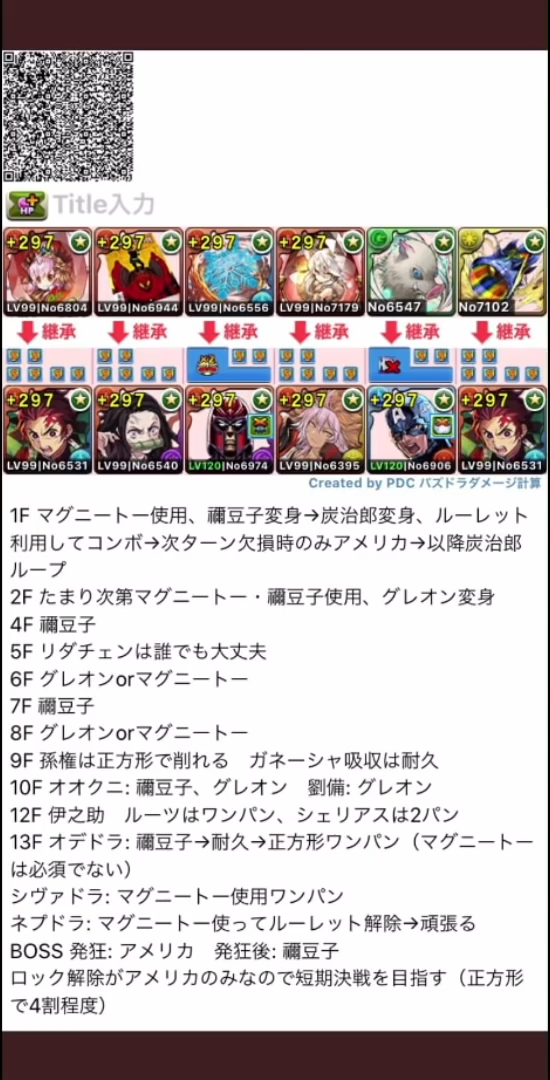 HP
Title入力
+297 +297 +297 +297
LV99|No6804 LV99|No6944 LV99|No6556 LV99|No7179 No6547 No7102
継承 継承 継承 継承 継承 継承
+297 +297 +297 +297 +297 +297
LV99|No6531 LV99|No6540 LV120|No6974 LV99|No6395 LV120|No6906 LV99|No6531
Created by PDC パズドラダメージ計算
1F マグニートー使用、禰豆子変身→炭治郎変身、ルーレット
利用してコンボ→次ターン欠損時のみアメリカ→以降炭治郎
ループ
2F たまり次第マグニートー・禰豆子使用、グレオン変身
4F 禰豆子
5F リダチェンは誰でも大丈夫
6F グレオンorマグニートー
7F 禰豆子
8F グレオンorマグニートー
9F 孫権は正方形で削れる　ガネーシャ吸収は耐久
10F オオクニ: 禰豆子、グレオン　劉備: グレオン
12F 伊之助　ルーツはワンパン、シェリアスは2パン
13F オデドラ: 禰豆子→耐久→正方形ワンパン（マグニートー
は必須でない）
シヴァドラ: マグニートー使用ワンパン
ネプドラ: マグニートー使ってルーレット解除→頑張る
BOSS 発狂: アメリカ　発狂後: 禰豆子
ロック解除がアメリカのみなので短期決戦を目指す（正方形
で4割程度）